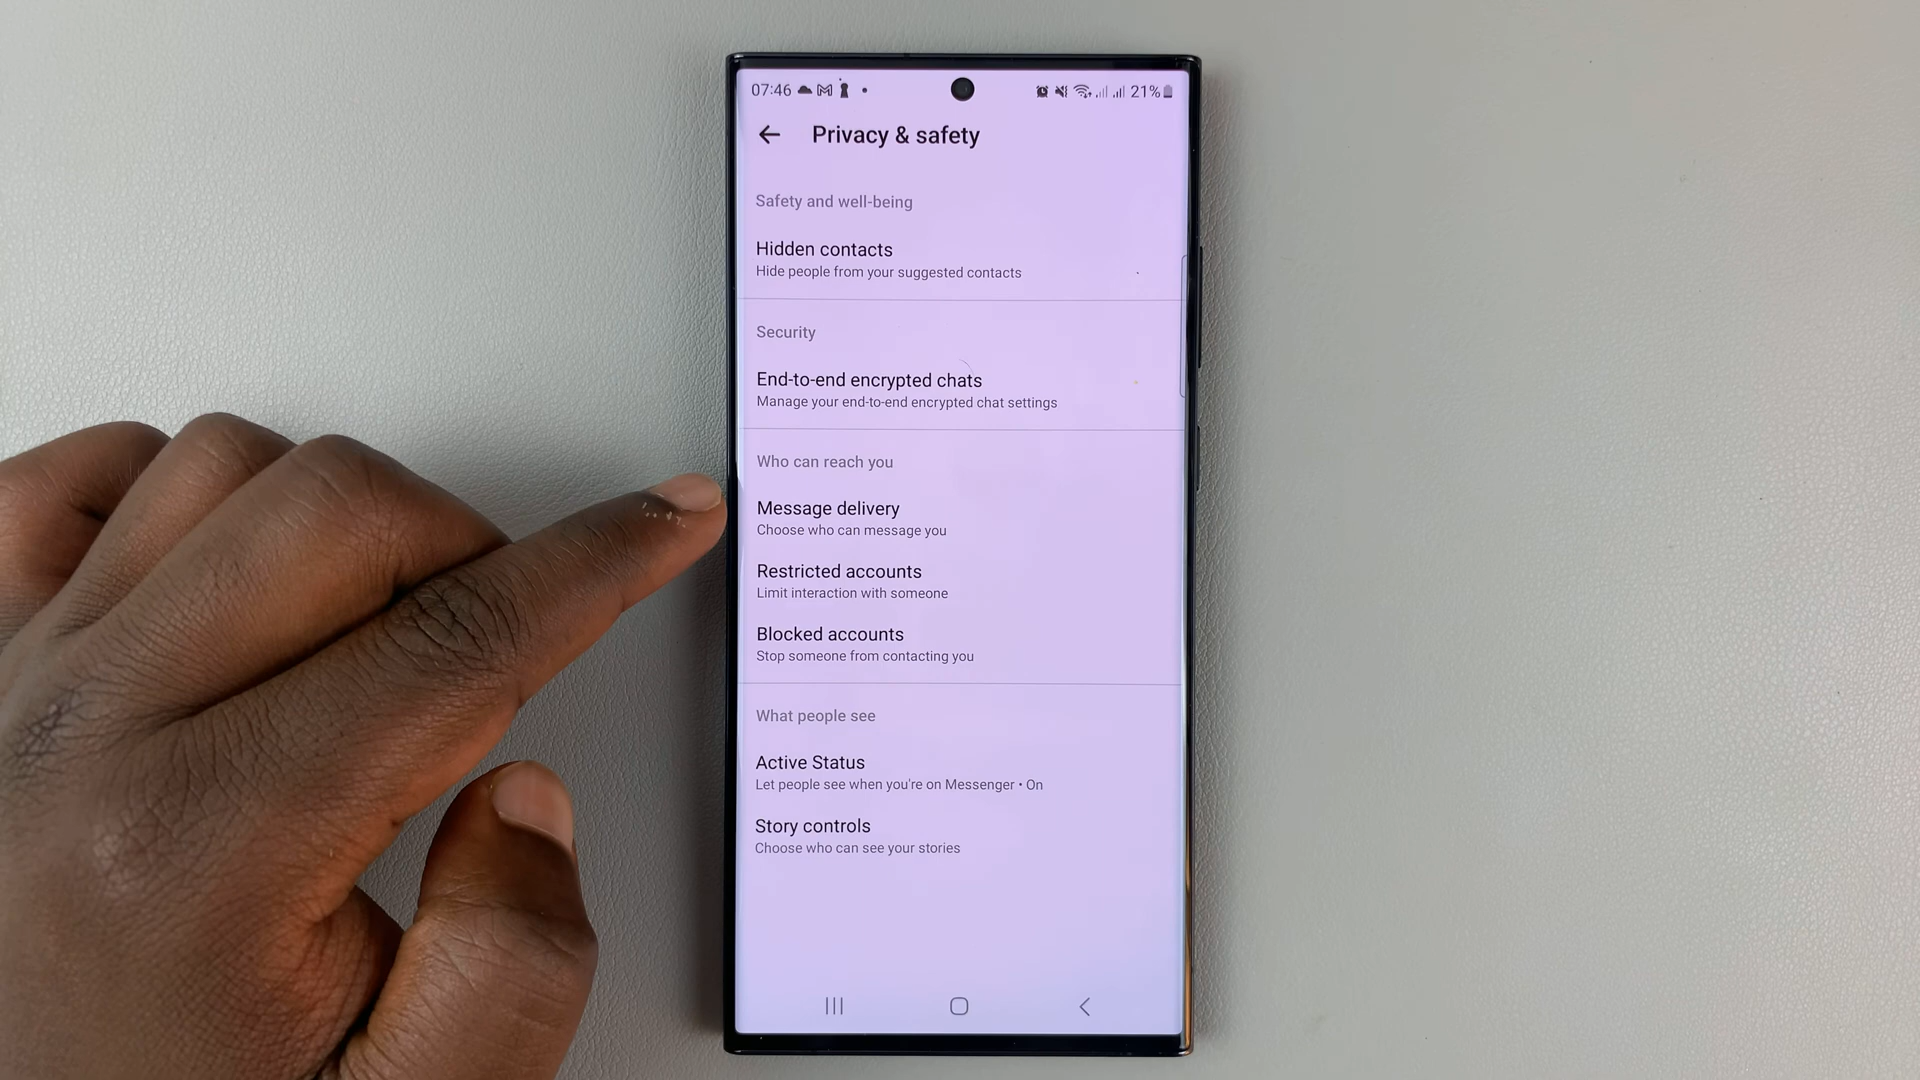 07:46 21%
Privacy & safety
Safety and well-being
Hidden contacts
Hide people from your suggested contacts
Security
End-to-end encrypted chats
Manage your end-to-end encrypted chat settings
Who can reach you
Message delivery
Choose who can message you
Restricted accounts
Limit interaction with someone
Blocked accounts
Stop someone from contacting you
What people see
Active Status
Let people see when you're on Messenger • On
Story controls
Choose who can see your stories